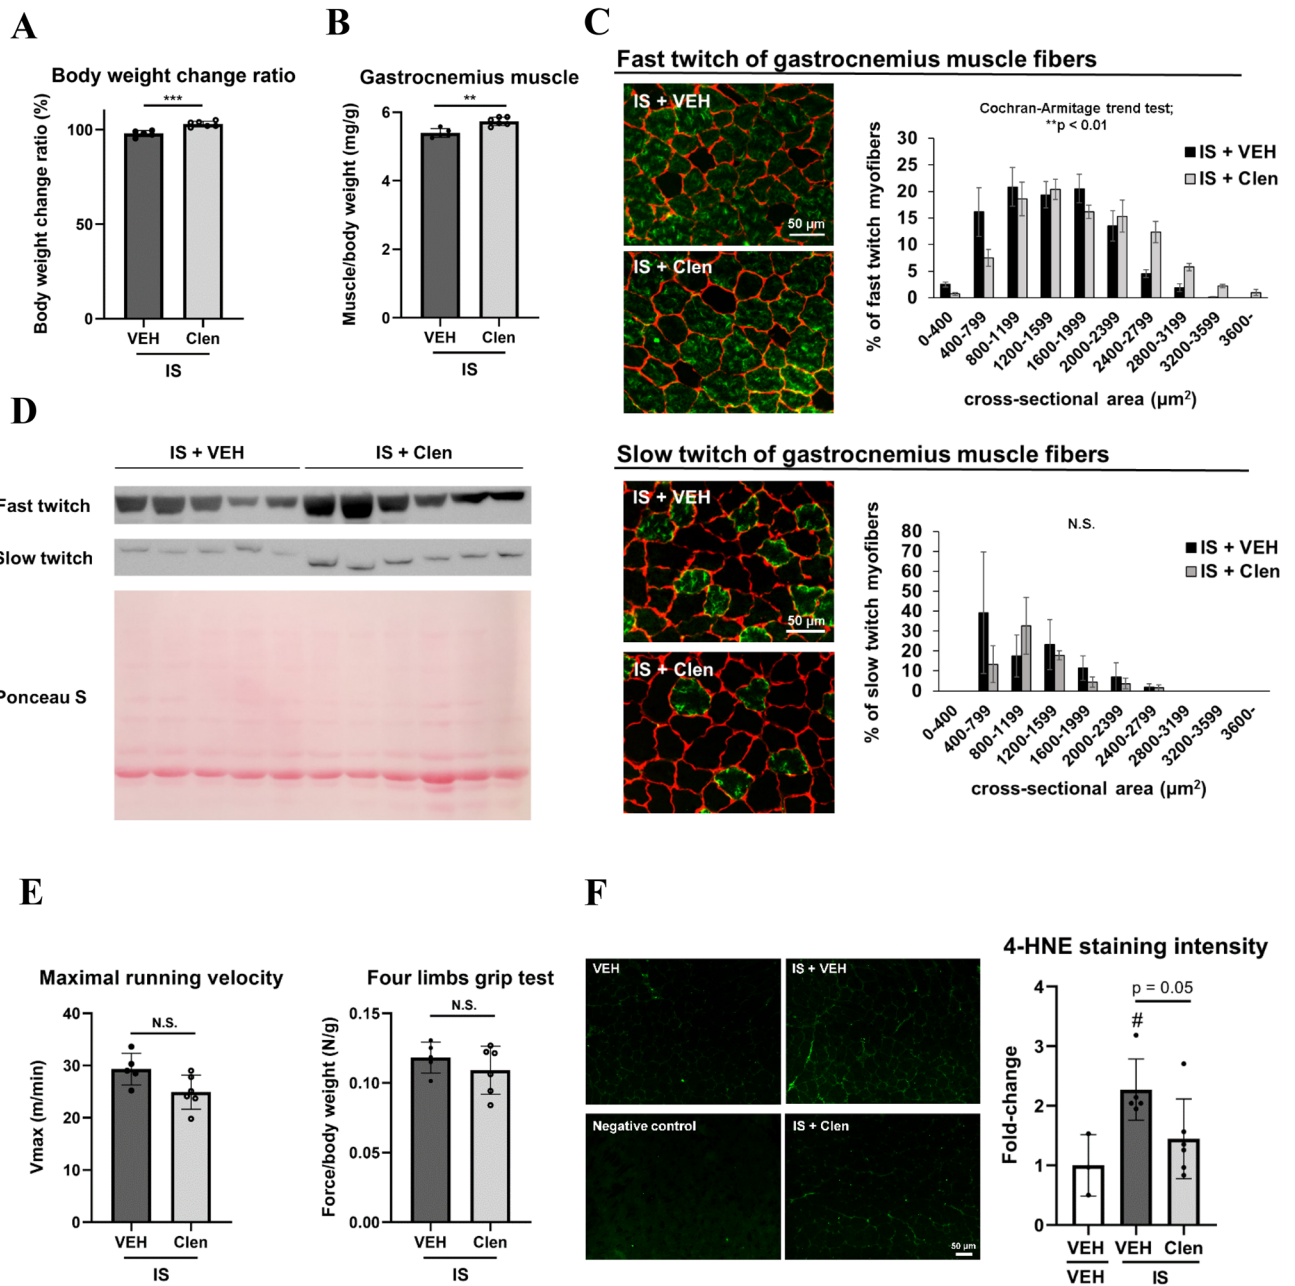 A
Body weight change ratio
***
Body weight change ratio (%)
100
50
0
VEH
Clen
IS
B
Gastrocnemius muscle
**
Muscle/body weight (mg/g)
6
4
2
0
VEH
Clen
IS
C
Fast twitch of gastrocnemius muscle fibers
IS + VEH
50 µm
IS + Clen
Cochran-Armitage trend test;
**p < 0.01
IS + VEH
IS + Clen
% of fast twitch myofibers
30
25
20
15
10
5
0
0-400
400-799
800-1199
1200-1599
1600-1999
2000-2399
2400-2799
2800-3199
3200-3599
3600-
cross-sectional area (µm²)
Slow twitch of gastrocnemius muscle fibers
IS + VEH
50 µm
IS + Clen
N.S.
IS + VEH
IS + Clen
% of slow twitch myofibers
80
70
60
50
40
30
20
10
0
0-400
400-799
800-1199
1200-1599
1600-1999
2000-2399
2400-2799
2800-3199
3200-3599
3600-
cross-sectional area (µm²)
D
IS + VEH
IS + Clen
Fast twitch
Slow twitch
Ponceau S
E
Maximal running velocity
N.S.
Vmax (m/min)
40
30
20
10
0
VEH
Clen
IS
Four limbs grip test
N.S.
Force/body weight (N/g)
0.15
0.10
0.05
0.00
VEH
Clen
IS
F
VEH
IS + VEH
Negative control
IS + Clen
50 µm
4-HNE staining intensity
p = 0.05
#
Fold-change
4
3
2
1
0
VEH
VEH
Clen
VEH
IS